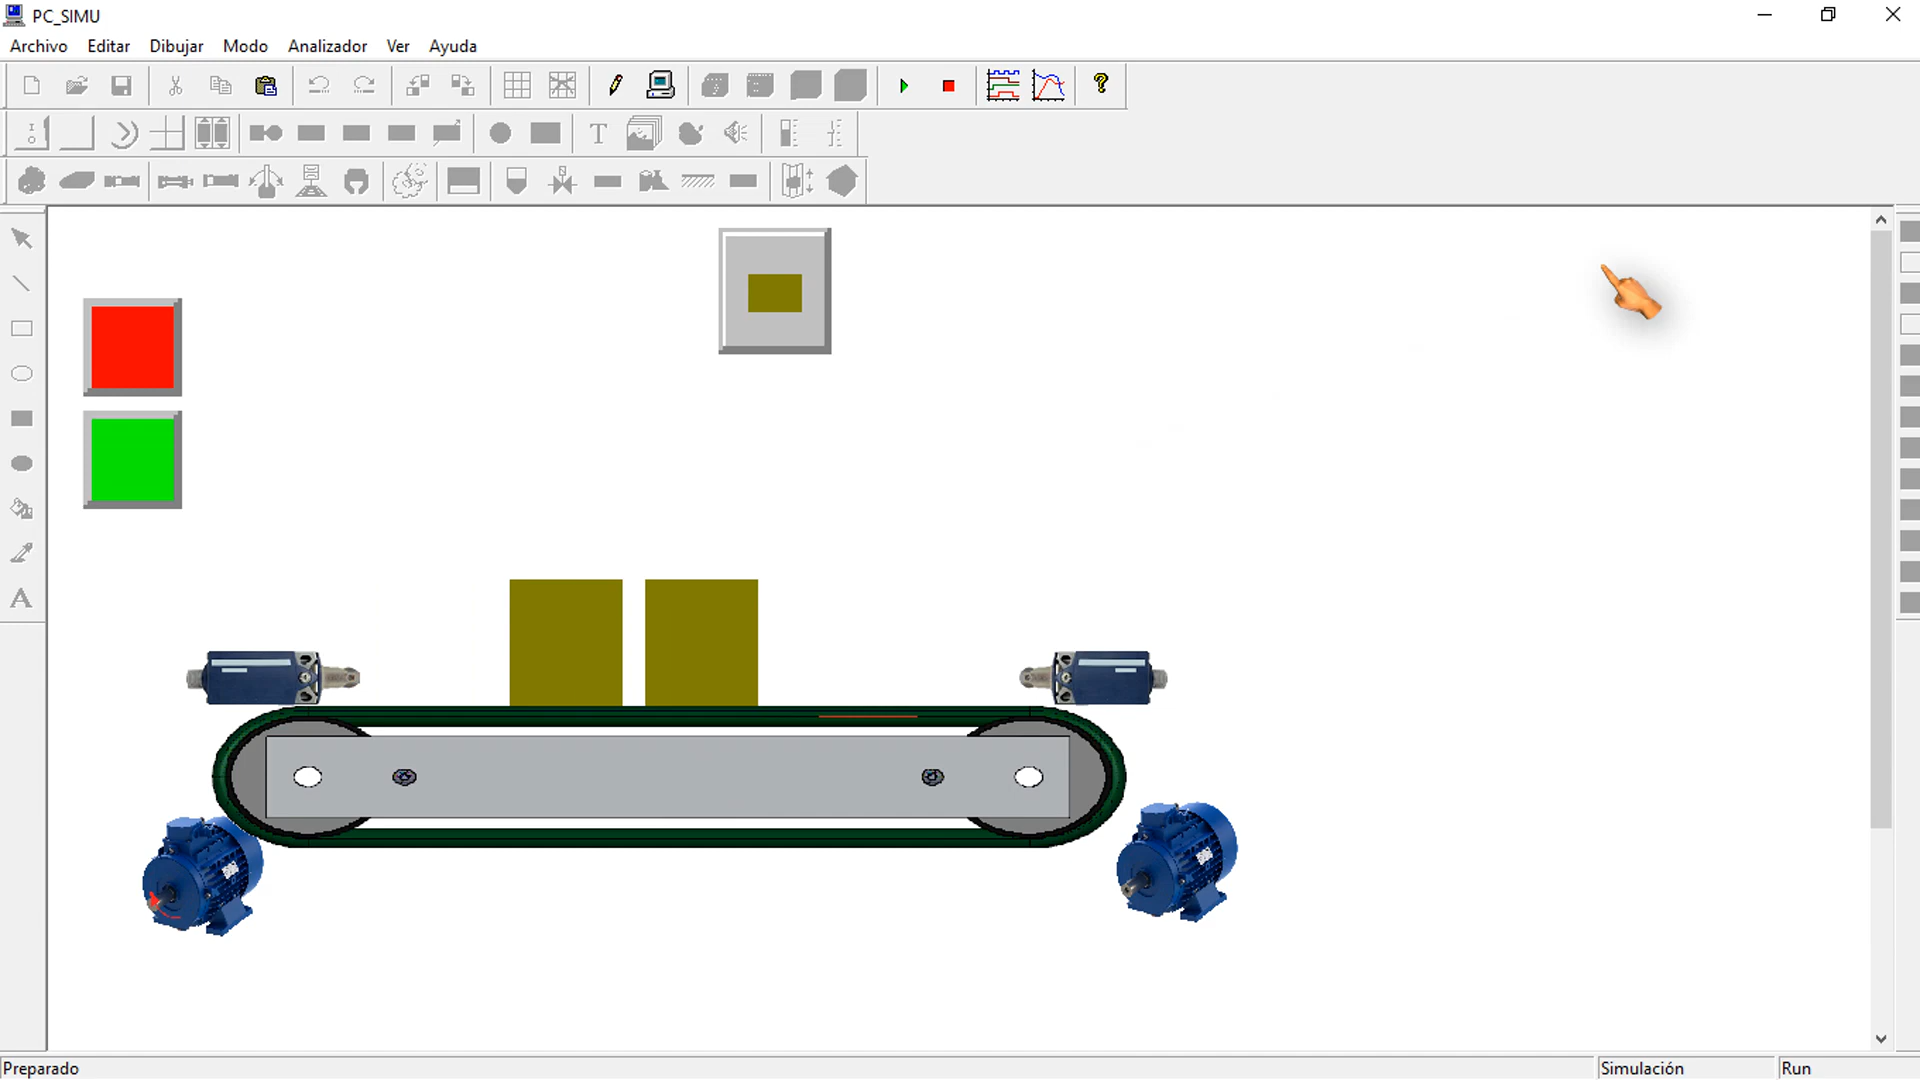 PC_SIMU
Archivo Editar Dibujar Modo Analizador Ver Ayuda
I
O
T
A
Preparado
Simulación
Run